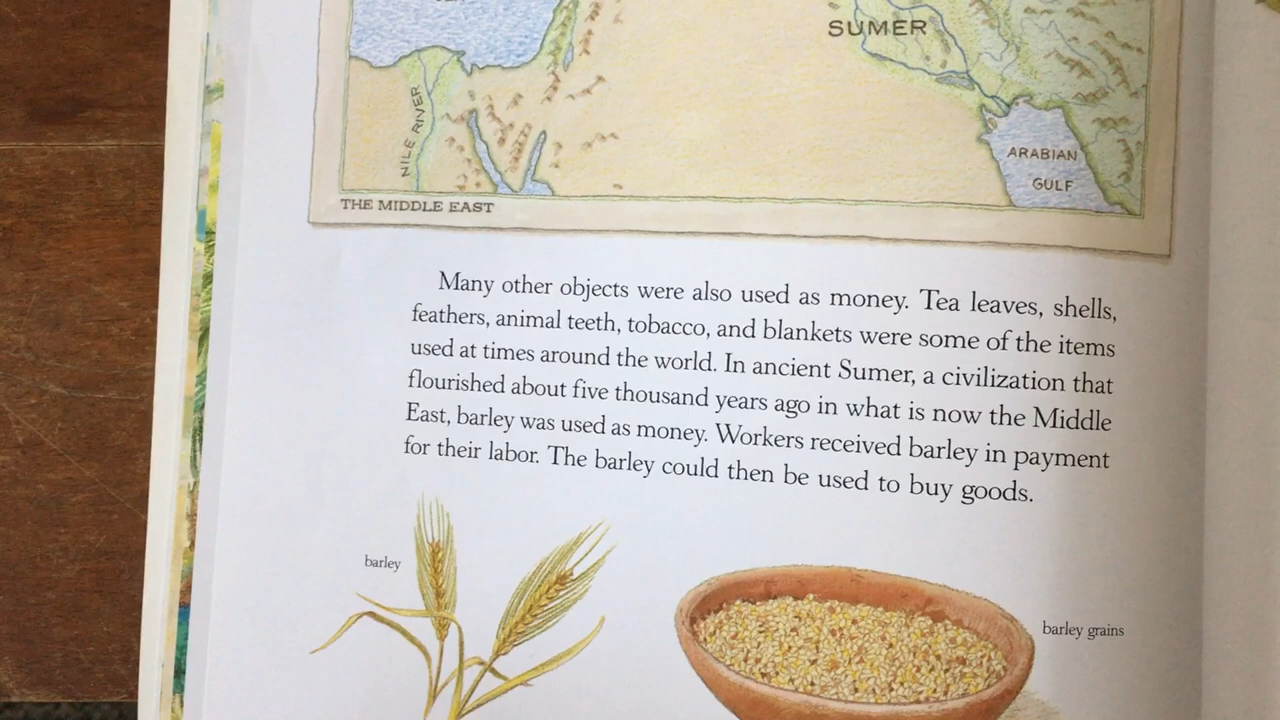 SUMER
NILE RIVER
ARABIAN
GULF
THE MIDDLE EAST
Many other objects were also used as money. Tea leaves, shells,
feathers, animal teeth, tobacco, and blankets were some of the items
used at times around the world. In ancient Sumer, a civilization that
flourished about five thousand years ago in what is now the Middle
East, barley was used as money. Workers received barley in payment
for their labor. The barley could then be used to buy goods.
barley
barley grains